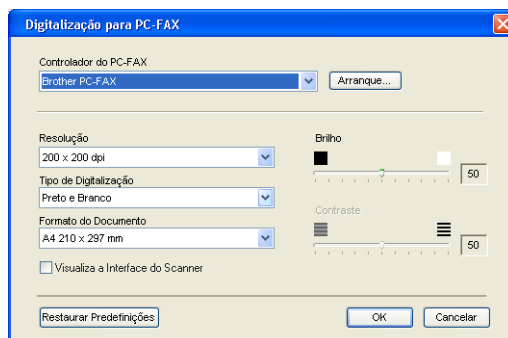 Digitalização para PC-FAX
Controlador do PC-FAX
Brother PC-FAX
Arranque...
Resolução
200 x 200 dpi
Tipo de Digitalização
Preto e Branco
Formato do Documento
A4 210 x 297 mm
Visualiza a Interface do Scanner
Brilho
50
Contraste
50
Restaurar Predefinições
OK
Cancelar